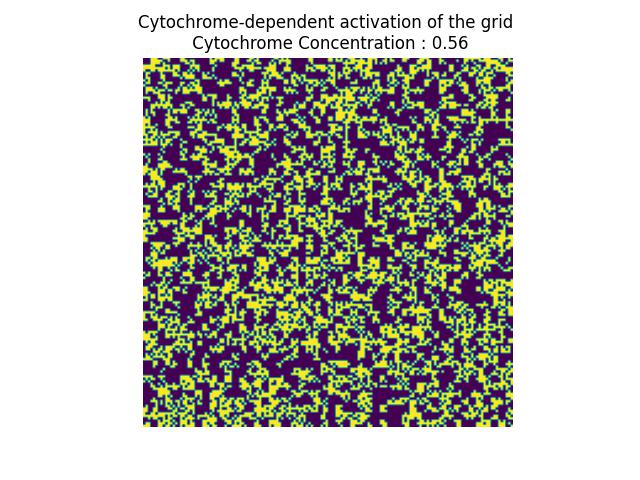 Cytochrome-dependent activation of the grid
Cytochrome Concentration : 0.56